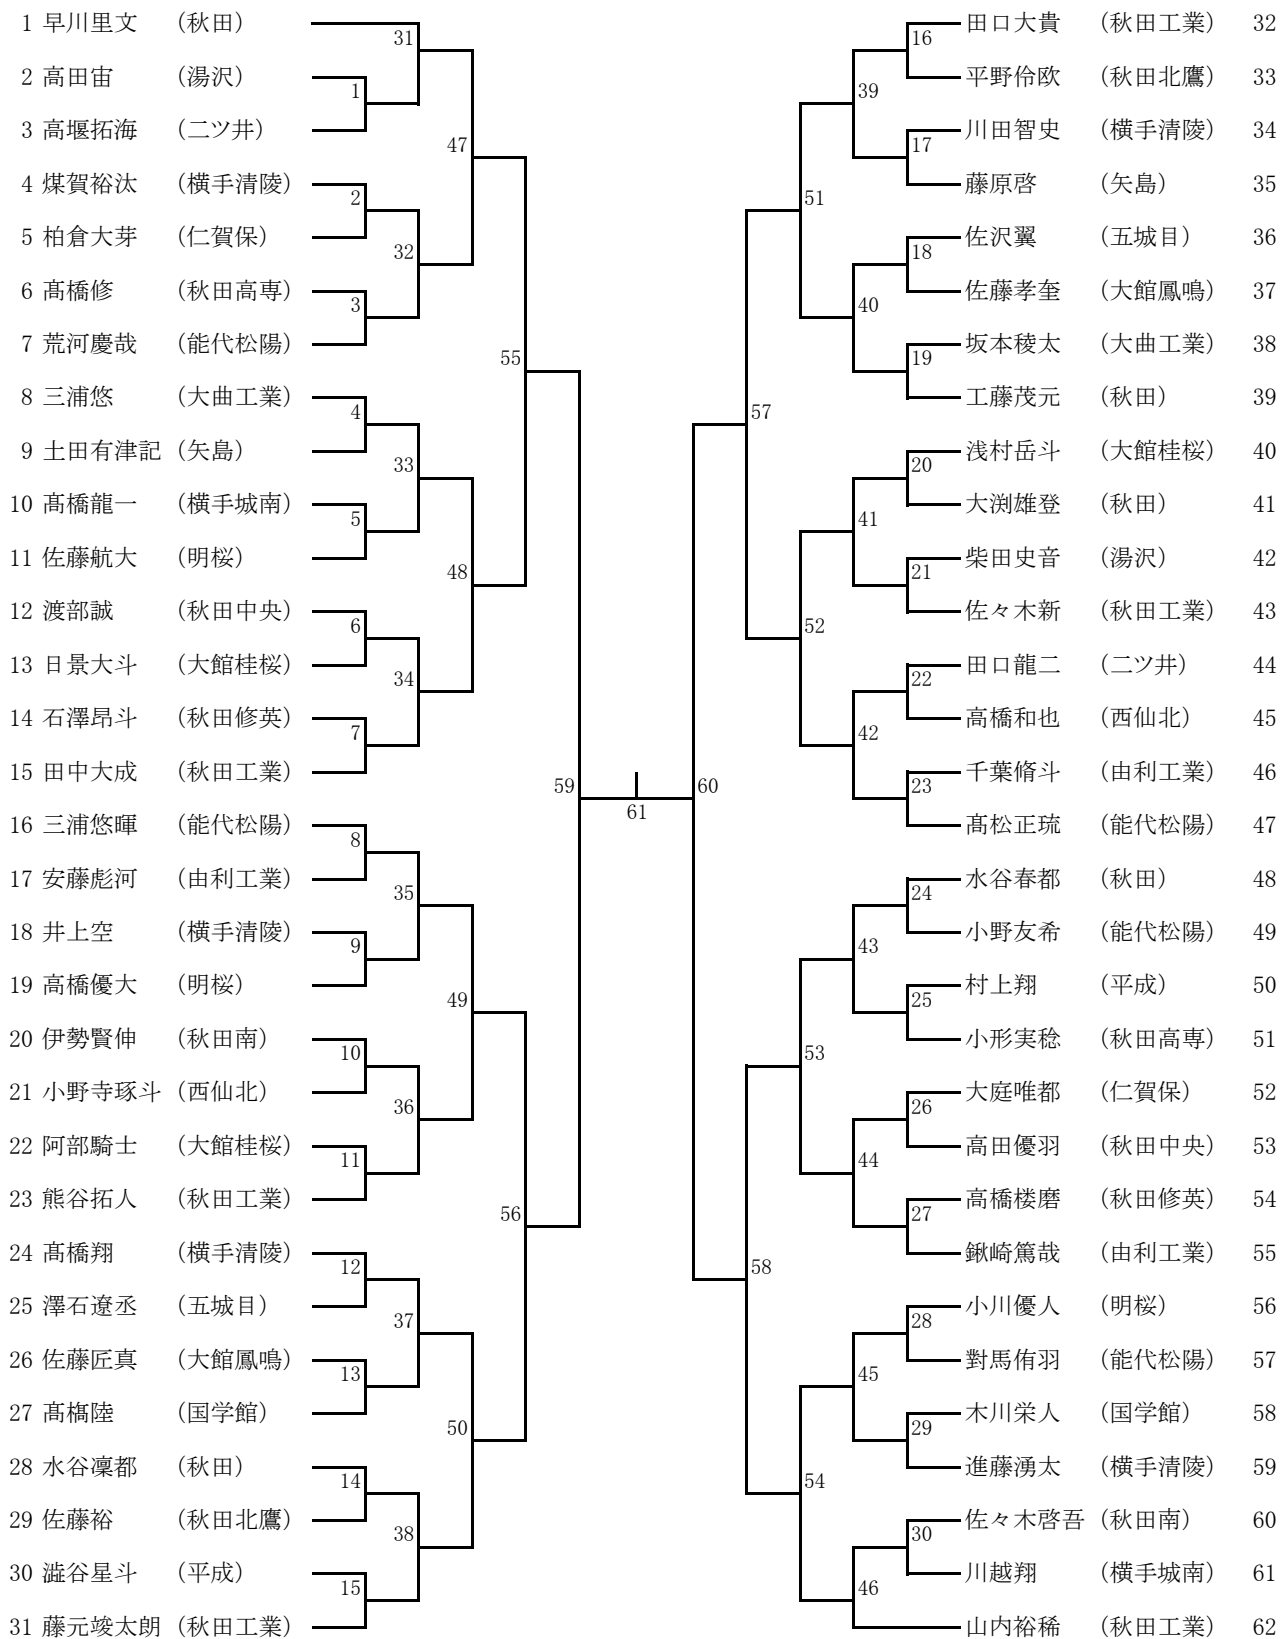 1 早川里文 （秋田）
2 高田宙 （湯沢）
3 高堰拓海 （二ツ井）
4 煤賀裕汰 （横手清陵）
5 柏倉大芽 （仁賀保）
6 髙橋修 （秋田高専）
7 荒河慶哉 （能代松陽）
8 三浦悠 （大曲工業）
9 土田有津記 （矢島）
10 髙橋龍一 （横手城南）
11 佐藤航大 （明桜）
12 渡部誠 （秋田中央）
13 日景大斗 （大館桂桜）
14 石澤昂斗 （秋田修英）
15 田中大成 （秋田工業）
16 三浦悠暉 （能代松陽）
17 安藤彪河 （由利工業）
18 井上空 （横手清陵）
19 高橋優大 （明桜）
20 伊勢賢伸 （秋田南）
21 小野寺琢斗 （西仙北）
22 阿部騎士 （大館桂桜）
23 熊谷拓人 （秋田工業）
24 髙橋翔 （横手清陵）
25 澤石遼丞 （五城目）
26 佐藤匠真 （大館鳳鳴）
27 髙槗陸 （国学館）
28 水谷凜都 （秋田）
29 佐藤裕 （秋田北鷹）
30 澁谷星斗 （平成）
31 藤元竣太朗 （秋田工業）
31
1
47
2
32
3
55
4
33
5
48
6
34
7
59
8
35
9
49
10
36
11
56
12
37
13
50
14
38
15
61
60
16
39
17
51
18
40
19
57
20
41
21
52
22
42
23
24
43
25
53
26
44
27
58
28
45
29
54
30
46
田口大貴 （秋田工業） 32
平野伶欧 （秋田北鷹） 33
川田智史 （横手清陵） 34
藤原啓 （矢島） 35
佐沢翼 （五城目） 36
佐藤孝奎 （大館鳳鳴） 37
坂本稜太 （大曲工業） 38
工藤茂元 （秋田） 39
浅村岳斗 （大館桂桜） 40
大渕雄登 （秋田） 41
柴田史音 （湯沢） 42
佐々木新 （秋田工業） 43
田口龍二 （二ツ井） 44
高橋和也 （西仙北） 45
千葉脩斗 （由利工業） 46
髙松正琉 （能代松陽） 47
水谷春都 （秋田） 48
小野友希 （能代松陽） 49
村上翔 （平成） 50
小形実稔 （秋田高専） 51
大庭唯都 （仁賀保） 52
高田優羽 （秋田中央） 53
高橋楼磨 （秋田修英） 54
鍬崎篤哉 （由利工業） 55
小川優人 （明桜） 56
對馬侑羽 （能代松陽） 57
木川栄人 （国学館） 58
進藤湧太 （横手清陵） 59
佐々木啓吾 （秋田南） 60
川越翔 （横手城南） 61
山内裕稀 （秋田工業） 62